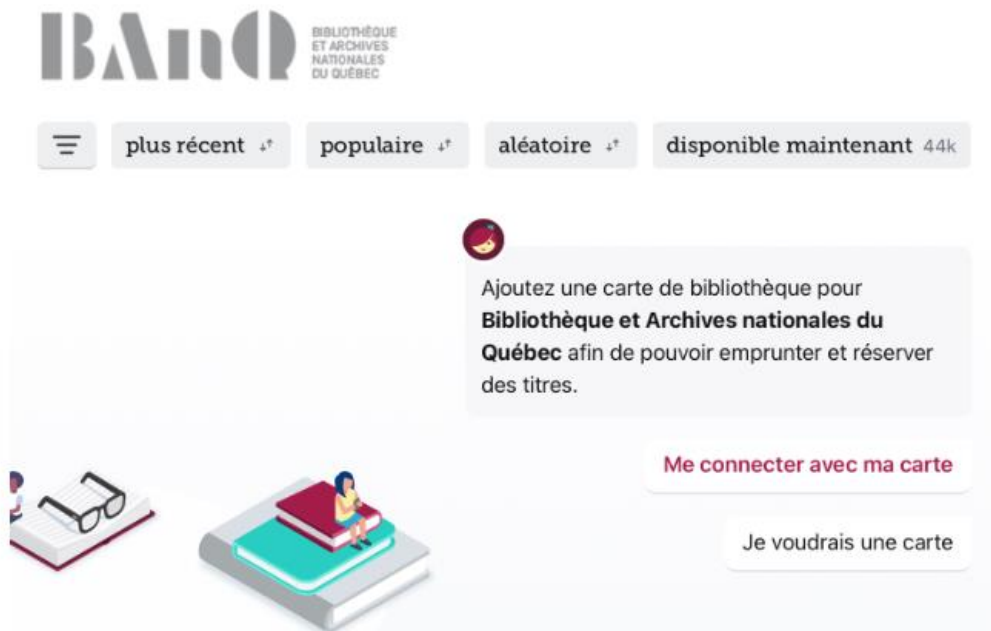 BAnQ
BIBLIOTHÈQUE
ET ARCHIVES
NATIONALES
DU QUÉBEC
plus récent populaire aléatoire disponible maintenant 44k
Ajoutez une carte de bibliothèque pour
Bibliothèque et Archives nationales du
Québec afin de pouvoir emprunter et réserver
des titres.
Me connecter avec ma carte
Je voudrais une carte